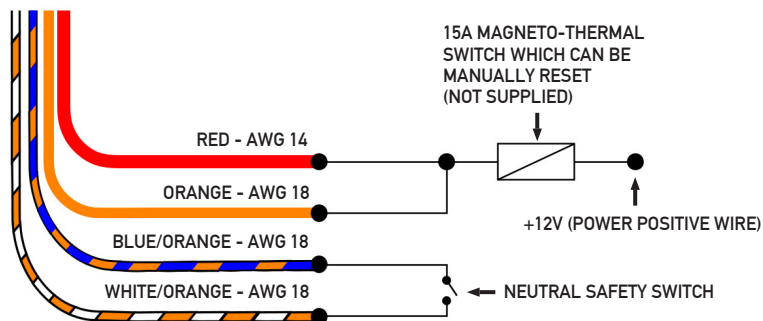 15A MAGNETO-THERMAL
SWITCH WHICH CAN BE
MANUALLY RESET
(NOT SUPPLIED)
RED - AWG 14
ORANGE - AWG 18
+12V (POWER POSITIVE WIRE)
BLUE/ORANGE - AWG 18
WHITE/ORANGE - AWG 18
NEUTRAL SAFETY SWITCH